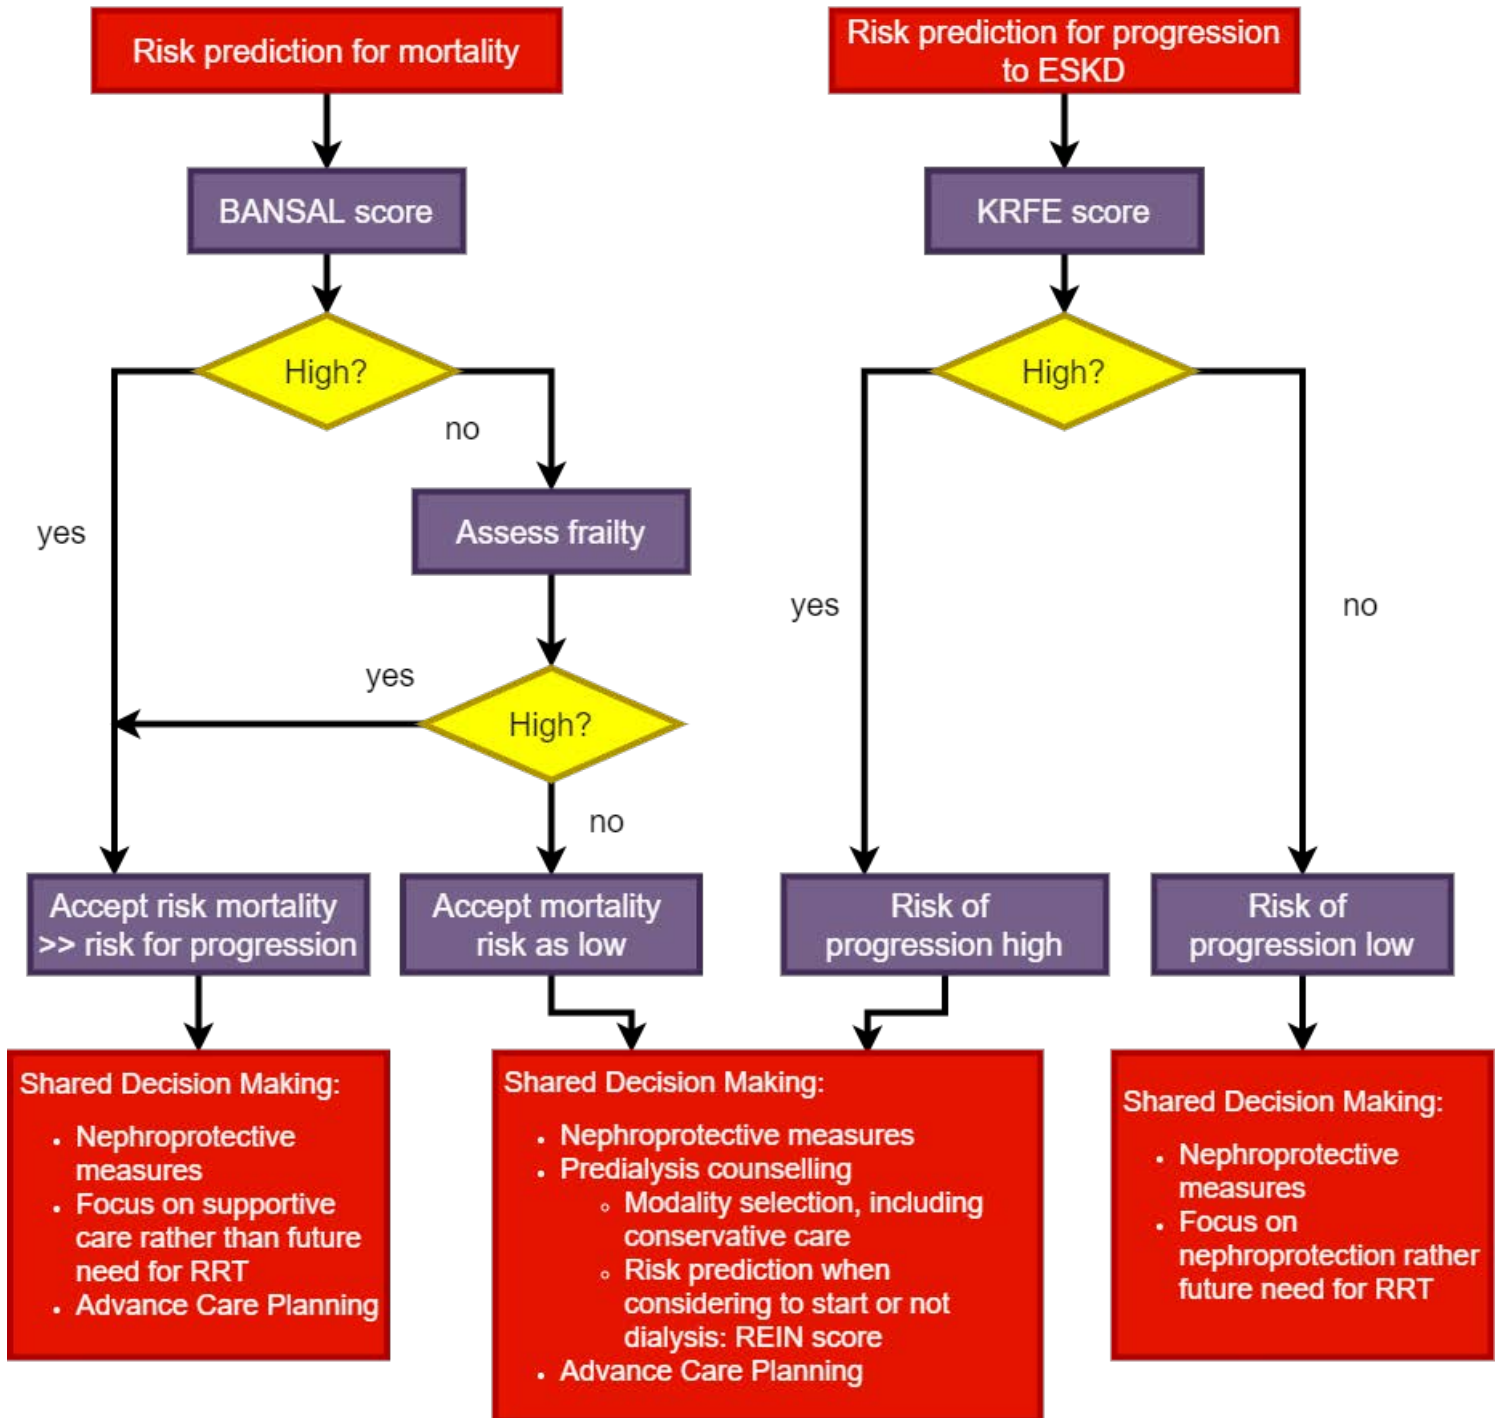 Risk prediction for mortality
Risk prediction for progression
to ESKD
BANSAL score
KRFE score
High?
High?
no
yes
Assess frailty
yes
no
yes
High?
no
Accept risk mortality
>> risk for progression
Accept mortality
risk as low
Risk of
progression high
Risk of
progression low
Shared Decision Making:
• Nephroprotective
measures
• Focus on supportive
care rather than future
need for RRT
• Advance Care Planning
Shared Decision Making:
• Nephroprotective measures
• Predialysis counselling
◦ Modality selection, including
conservative care
◦ Risk prediction when
considering to start or not
dialysis: REIN score
• Advance Care Planning
Shared Decision Making:
• Nephroprotective
measures
• Focus on
nephroprotection rather
future need for RRT